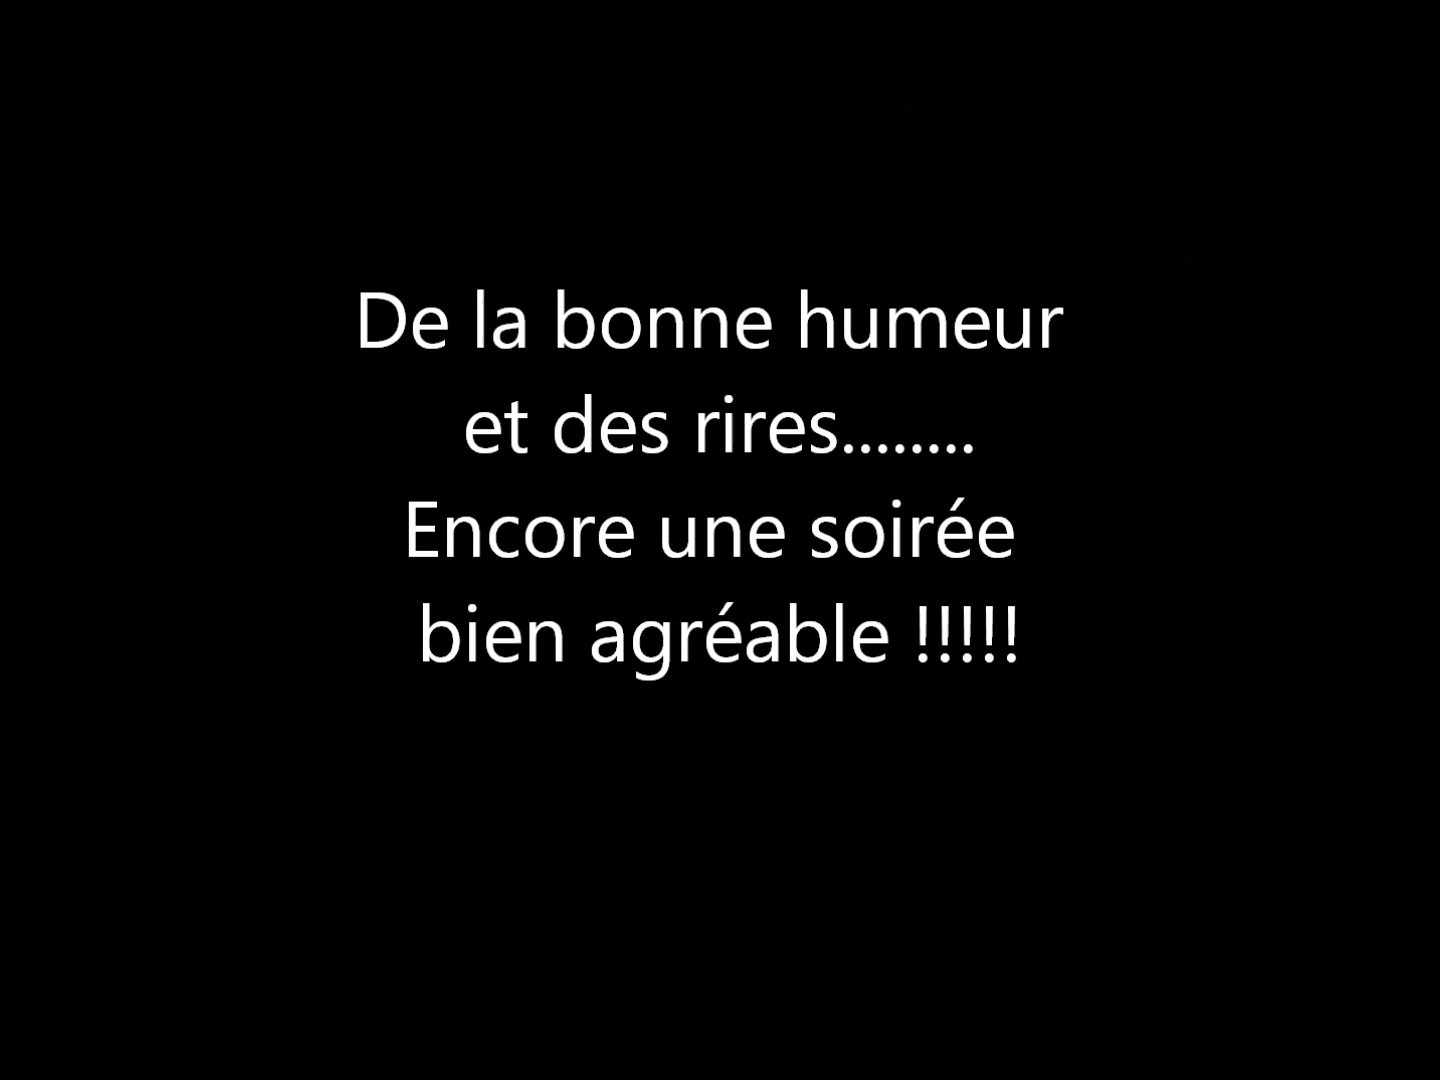 De la bonne humeur
et des rires........
Encore une soirée
bien agréable !!!!!